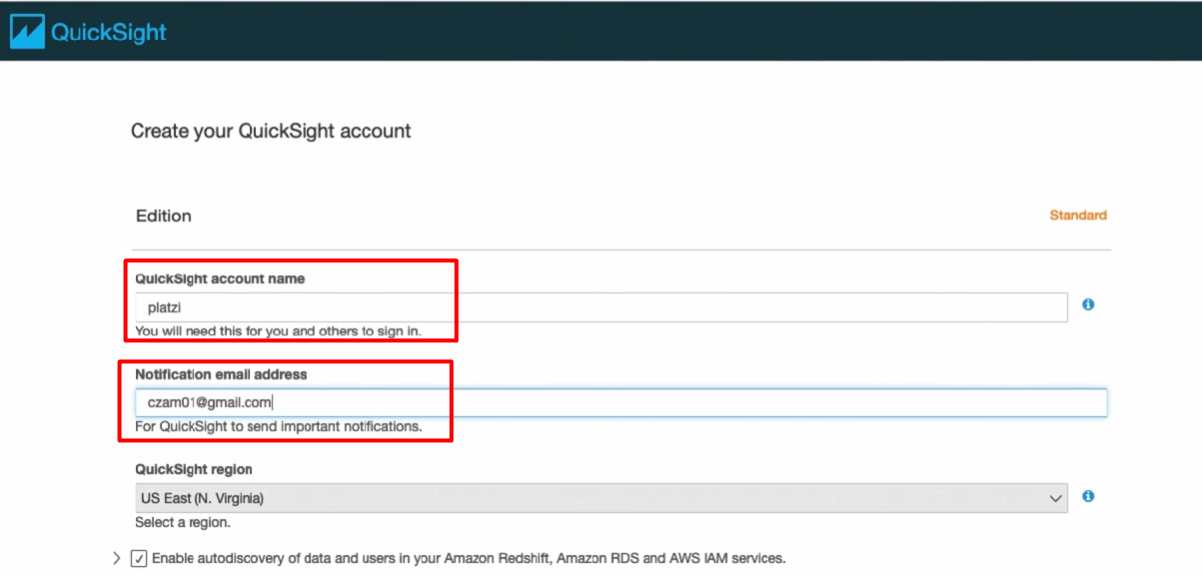 QuickSight
Create your QuickSight account
Edition
Standard
QuickSight account name
platzi
You will need this for you and others to sign in.
Notification email address
czam01@gmail.com
For QuickSight to send important notifications.
QuickSight region
US East (N. Virginia)
Select a region.
Enable autodiscovery of data and users in your Amazon Redshift, Amazon RDS and AWS IAM services.